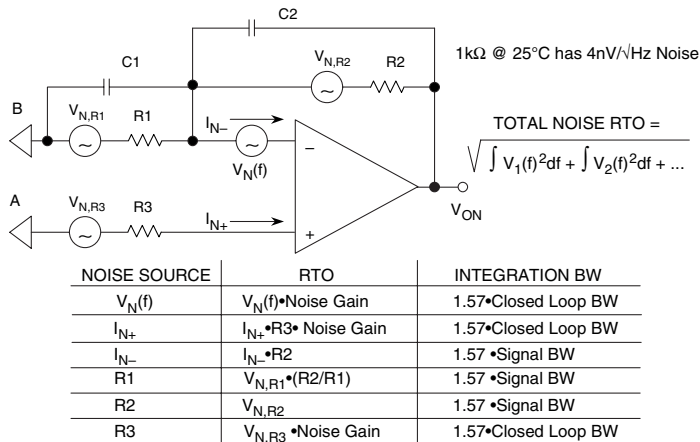 C2
1kΩ @ 25°C has 4nV/√Hz Noise
C1
V_N,R2
R2
B
V_N,R1
R1
I_N–
–
TOTAL NOISE RTO =
√ ∫ V_1(f)^2df + ∫ V_2(f)^2df + ...
V_N(f)
A
V_N,R3
R3
I_N+
+
V_ON
NOISE SOURCE RTO INTEGRATION BW
V_N(f) V_N(f)•Noise Gain 1.57•Closed Loop BW
I_N+ I_N+•R3• Noise Gain 1.57•Closed Loop BW
I_N– I_N–•R2 1.57 •Signal BW
R1 V_N,R1•(R2/R1) 1.57 •Signal BW
R2 V_N,R2 1.57 •Signal BW
R3 V_N,R3 •Noise Gain 1.57•Closed Loop BW